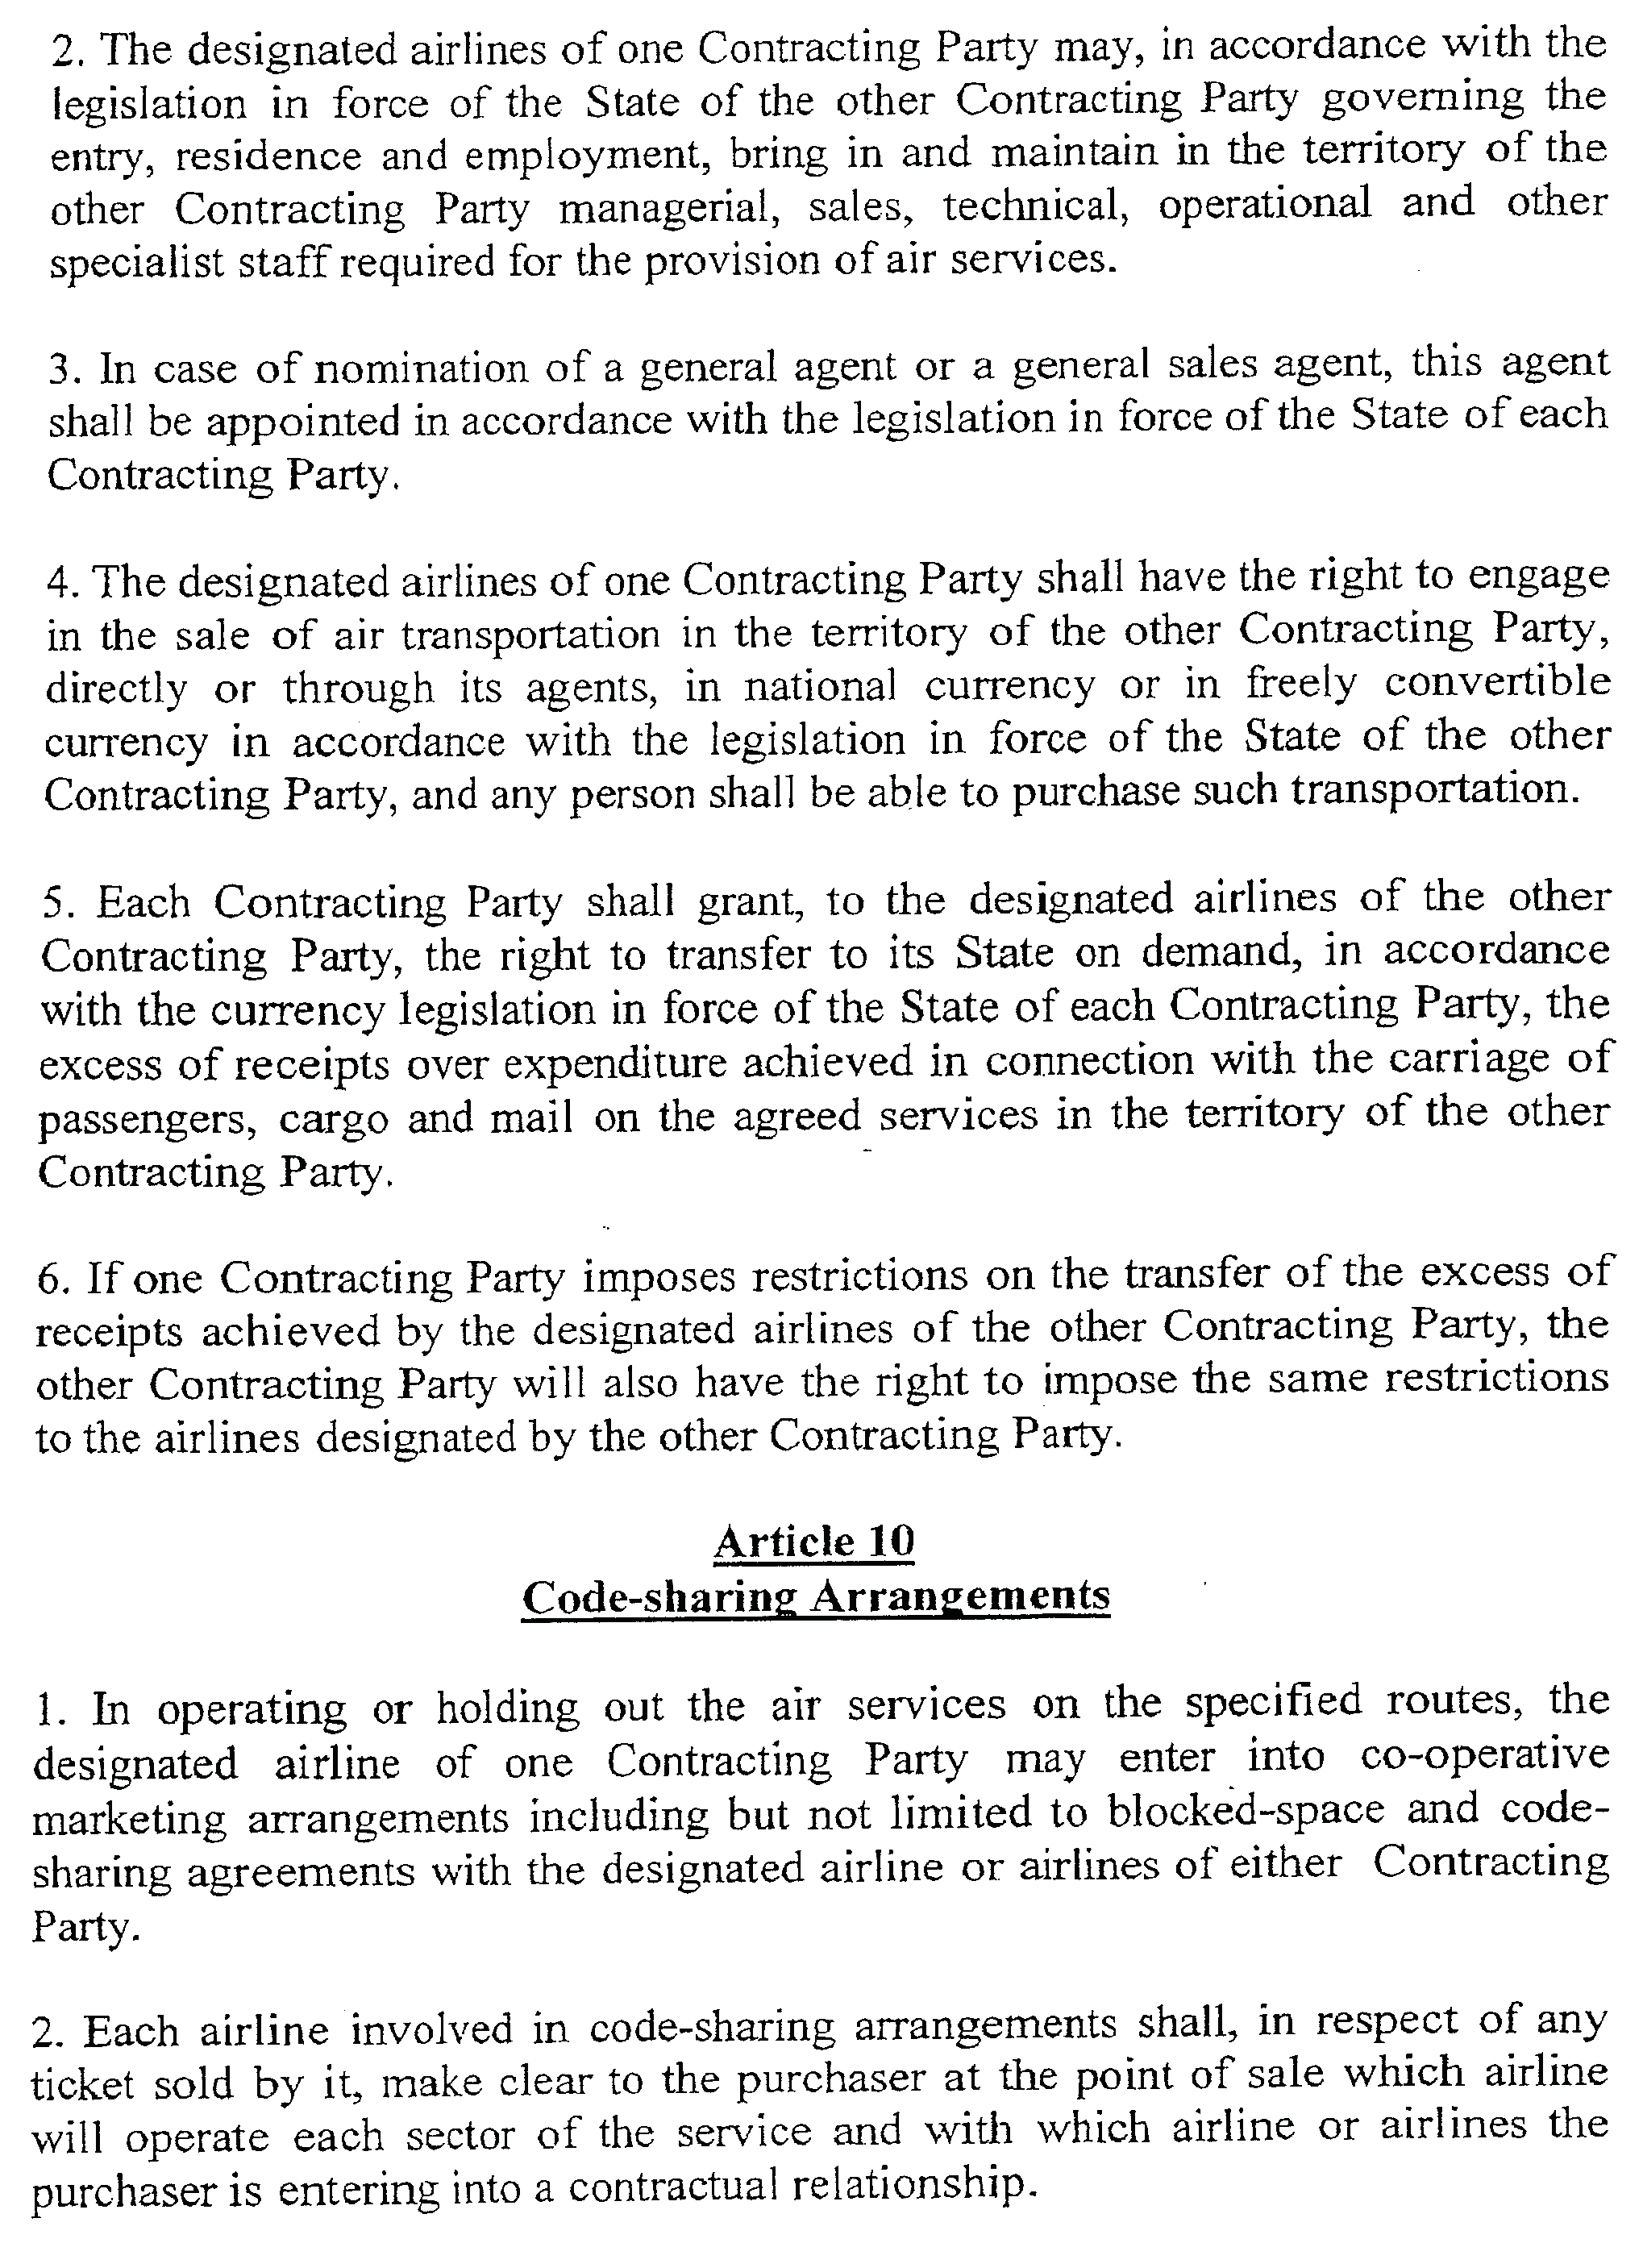 2. The designated airlines of one Contracting Party may, in accordance with the
legislation in force of the State of the other Contracting Party governing the
entry, residence and employment, bring in and maintain in the territory of the
other Contracting Party managerial, sales, technical, operational and other
specialist staff required for the provision of air services.
3. In case of nomination of a general agent or a general sales agent, this agent
shall be appointed in accordance with the legislation in force of the State of each
Contracting Party.
4. The designated airlines of one Contracting Party shall have the right to engage
in the sale of air transportation in the territory of the other Contracting Party,
directly or through its agents, in national currency or in freely convertible
currency in accordance with the legislation in force of the State of the other
Contracting Party, and any person shall be able to purchase such transportation.
5. Each Contracting Party shall grant, to the designated airlines of the other
Contracting Party, the right to transfer to its State on demand, in accordance
with the currency legislation in force of the State of each Contracting Party, the
excess of receipts over expenditure achieved in connection with the carriage of
passengers, cargo and mail on the agreed services in the territory of the other
Contracting Party.
6. If one Contracting Party imposes restrictions on the transfer of the excess of
receipts achieved by the designated airlines of the other Contracting Party, the
other Contracting Party will also have the right to impose the same restrictions
to the airlines designated by the other Contracting Party.
Article 10
Code-sharing Arrangements
1. In operating or holding out the air services on the specified routes, the
designated airline of one Contracting Party may enter into co-operative
marketing arrangements including but not limited to blocked-space and code-
sharing agreements with the designated airline or airlines of either Contracting
Party.
2. Each airline involved in code-sharing arrangements shall, in respect of any
ticket sold by it, make clear to the purchaser at the point of sale which airline
will operate each sector of the service and with which airline or airlines the
purchaser is entering into a contractual relationship.